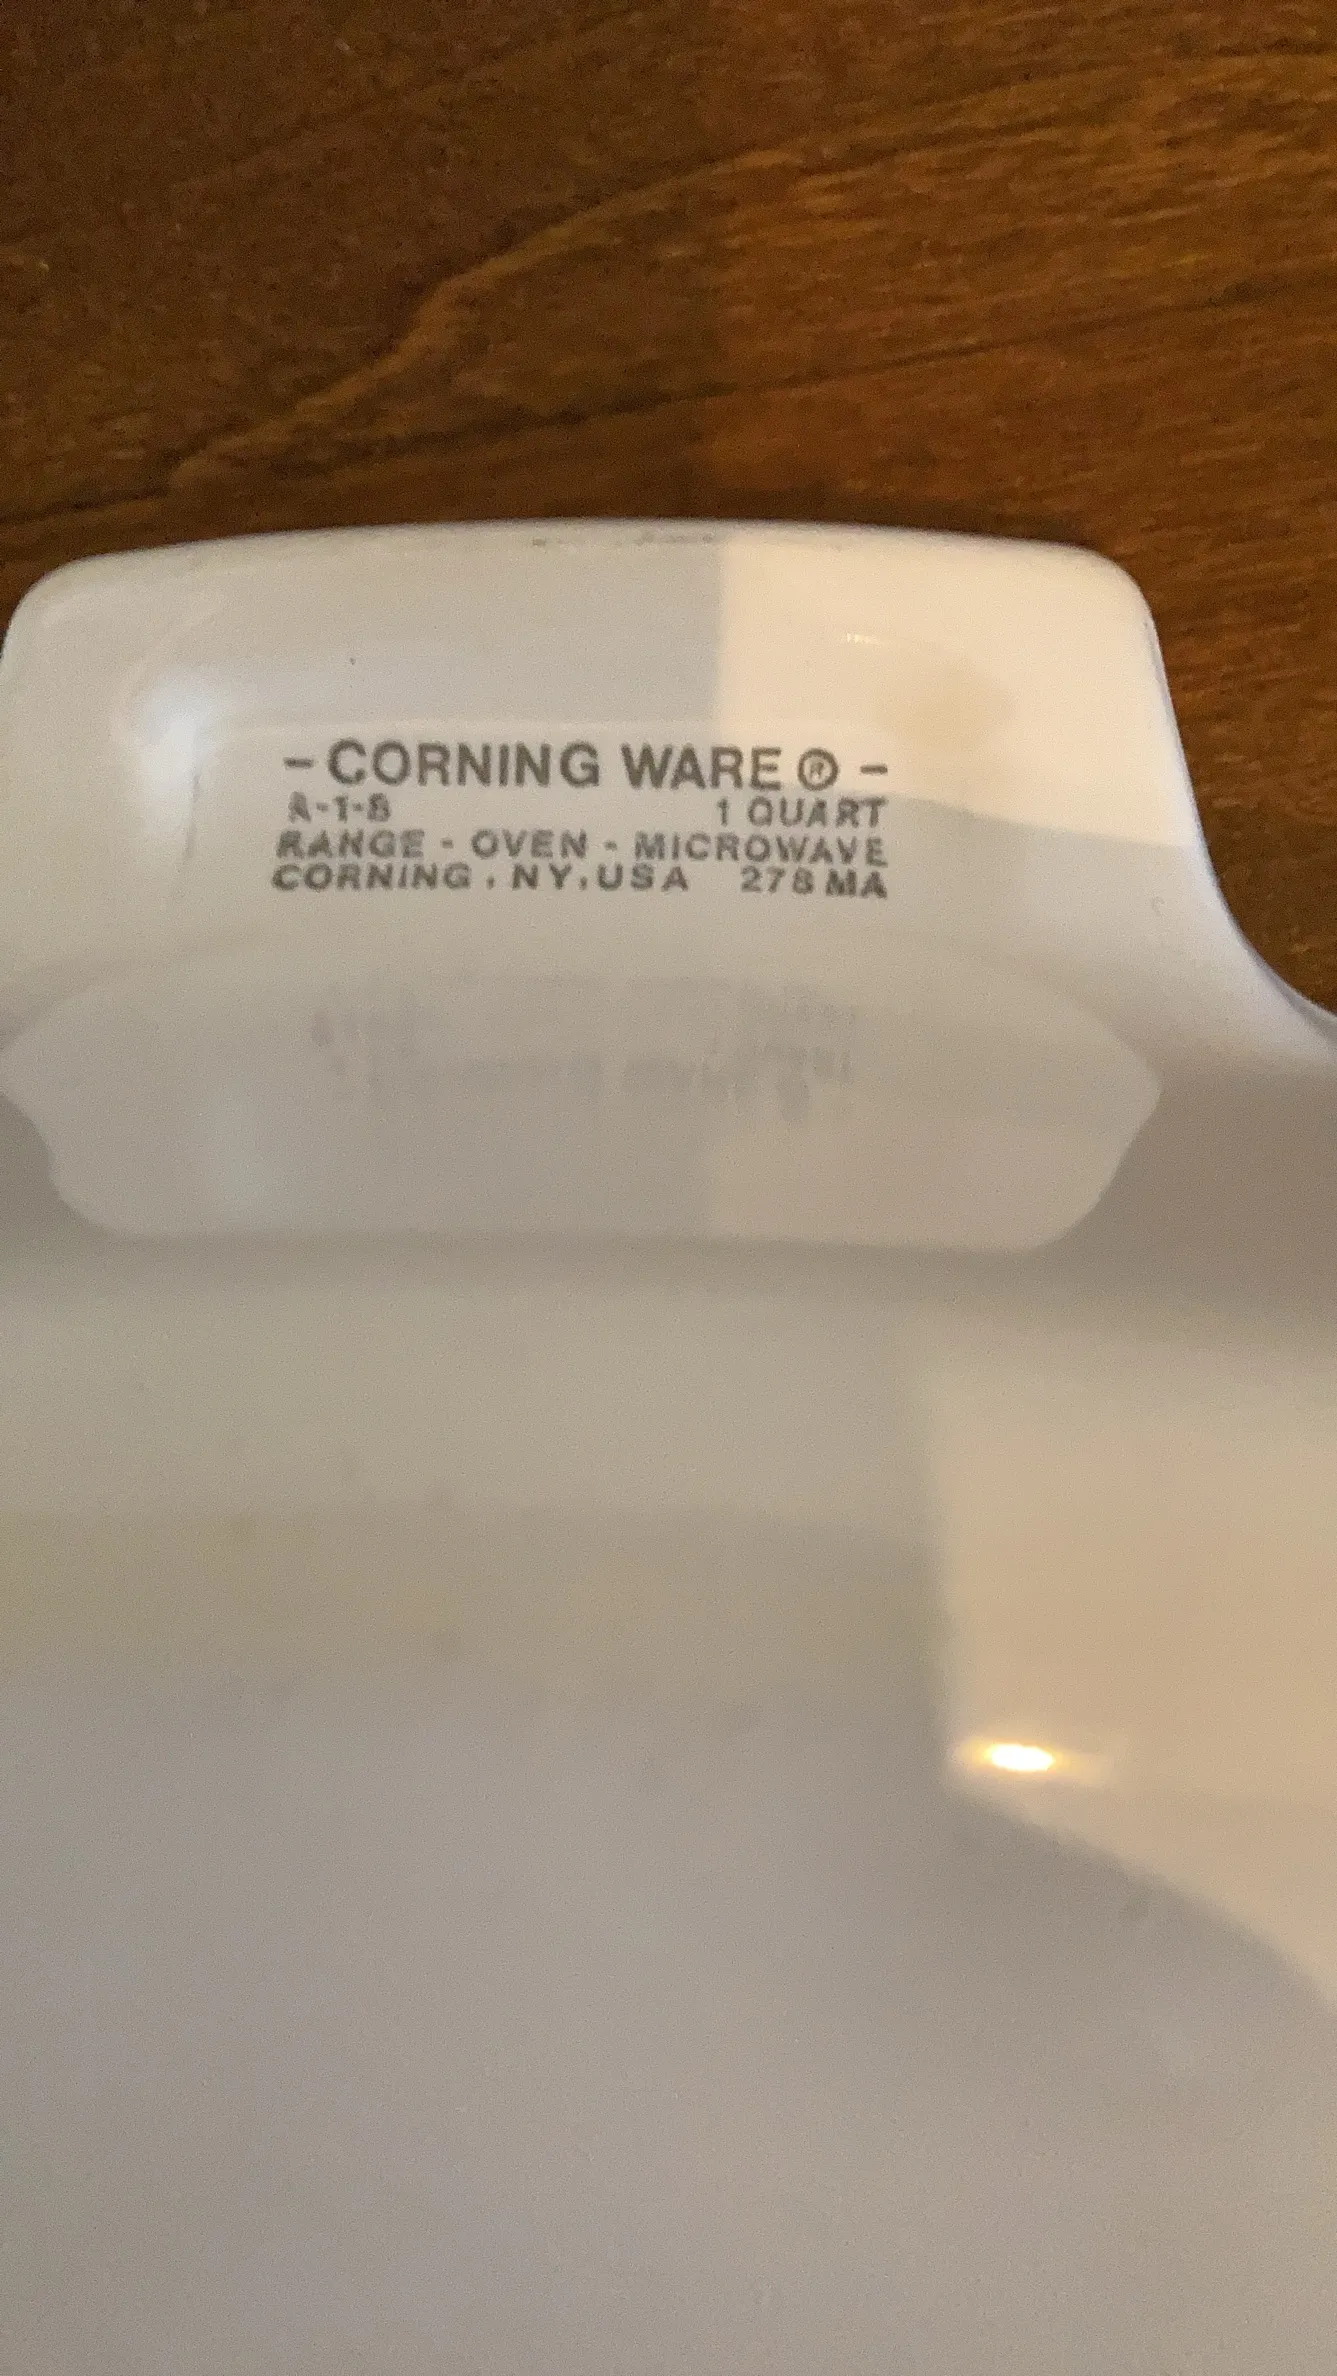 - CORNING WARE ® -
A-1-B 1 QUART
RANGE - OVEN - MICROWAVE
CORNING, NY, USA 278 MA